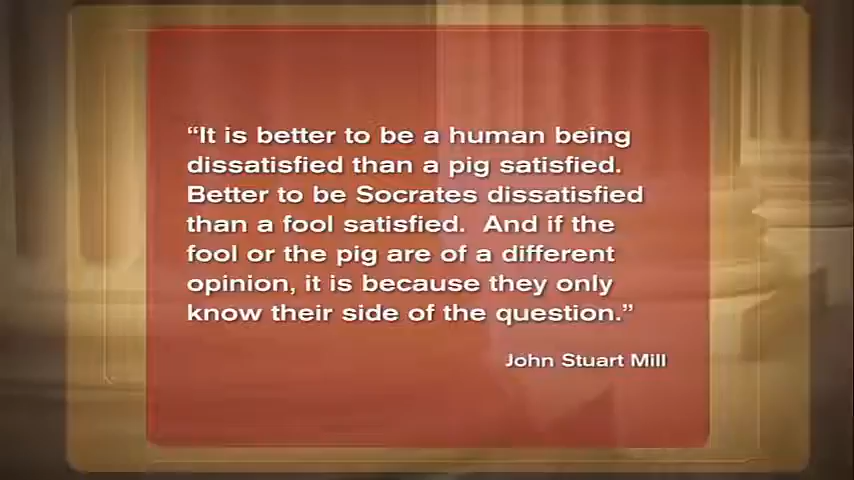 “It is better to be a human being
dissatisfied than a pig satisfied.
Better to be Socrates dissatisfied
than a fool satisfied.  And if the
fool or the pig are of a different
opinion, it is because they only
know their side of the question.”
John Stuart Mill